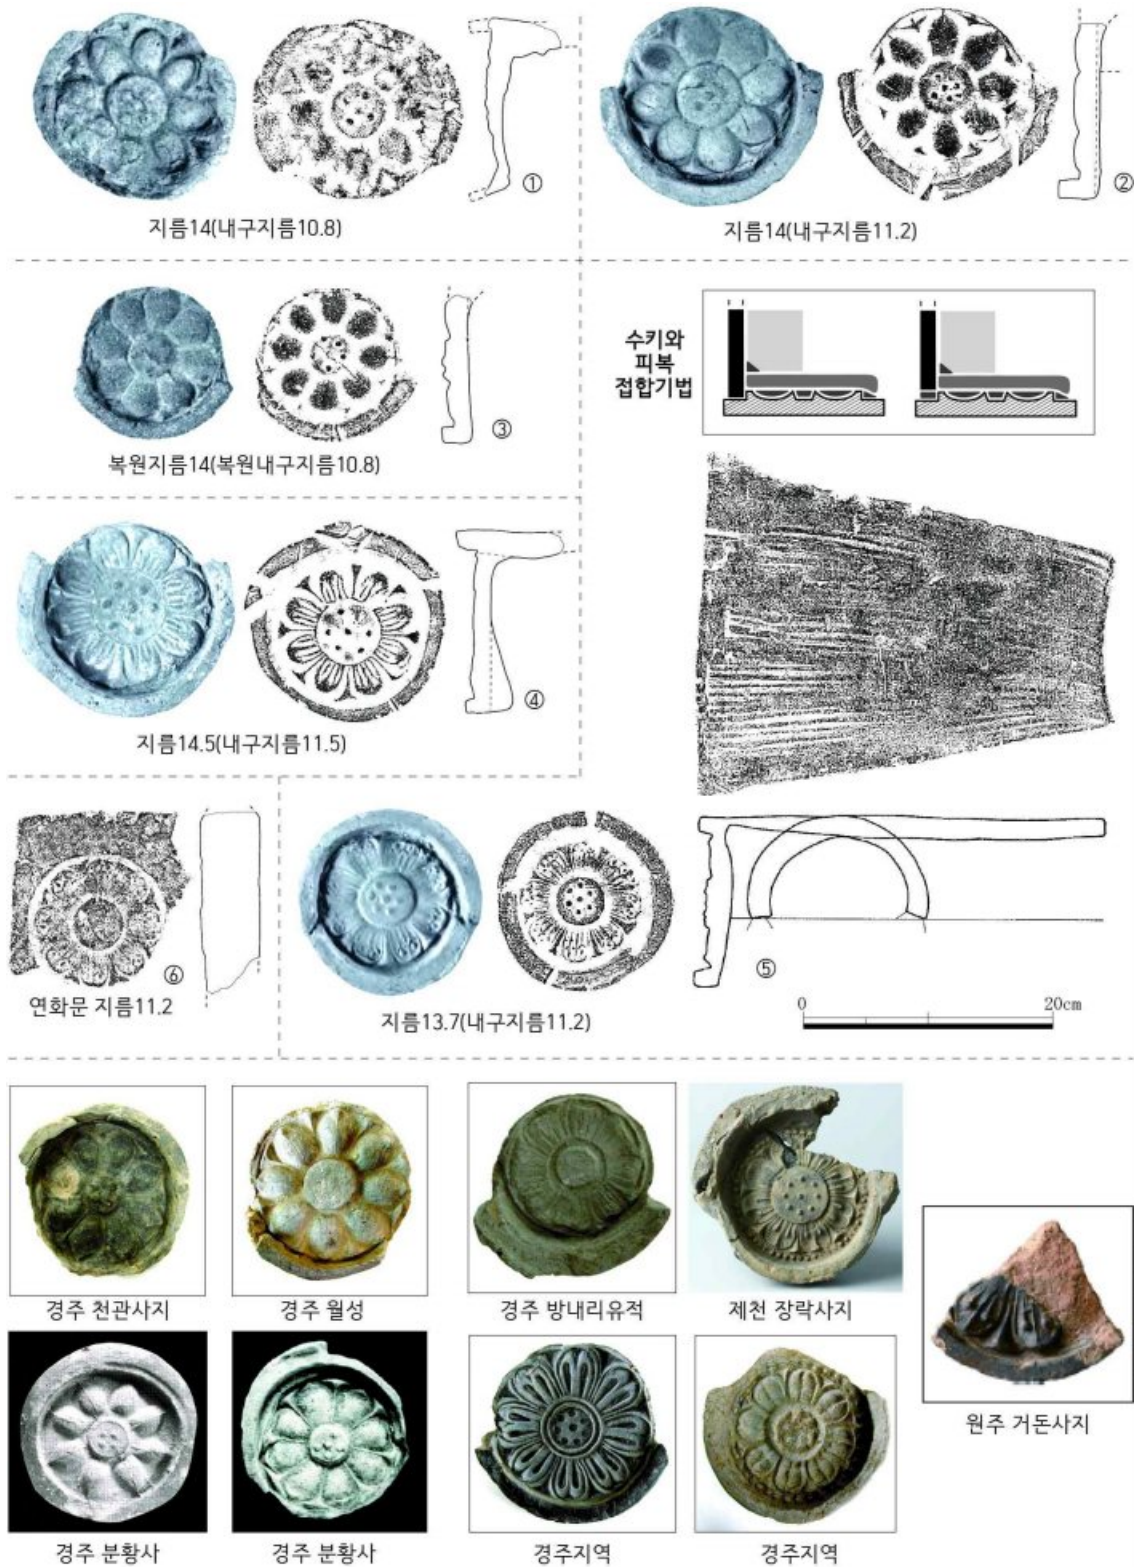 ①
②
지름14(내구지름10.8)
지름14(내구지름11.2)
수키와
피복
접합기법
③
복원지름14(복원내구지름10.8)
④
지름14.5(내구지름11.5)
⑥
연화문 지름11.2
지름13.7(내구지름11.2)
⑤
0 20cm
경주 천관사지
경주 월성
경주 방내리유적
제천 장락사지
원주 거돈사지
경주 분황사
경주 분황사
경주지역
경주지역